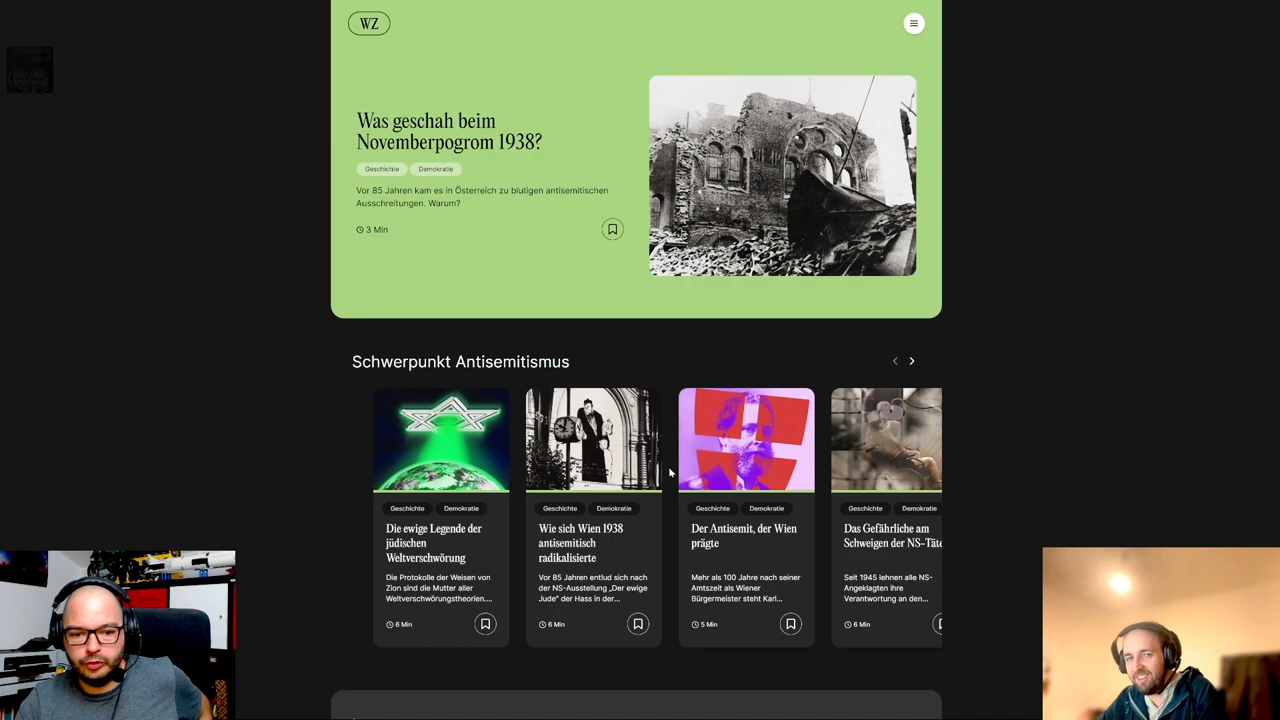 WZ
Was geschah beim
Novemberpogrom 1938?
Geschichte Demokratie
Vor 85 Jahren kam es in Österreich zu blutigen antisemitischen
Ausschreitungen. Warum?
3 Min
Schwerpunkt Antisemitismus
Geschichte Demokratie
Die ewige Legende der
jüdischen
Weltverschwörung
Die Protokolle der Weisen von
Zion sind die Mutter aller
Weltverschwörungstheorien....
6 Min
Geschichte Demokratie
Wie sich Wien 1938
antisemitisch
radikalisierte
Vor 85 Jahren entlud sich nach
der NS-Ausstellung „Der ewige
Jude“ der Hass in der...
6 Min
Geschichte Demokratie
Der Antisemit, der Wien
prägte
Mehr als 100 Jahre nach seiner
Amtszeit als Wiener
Bürgermeister steht Karl...
5 Min
Geschichte Demokratie
Das Gefährliche am
Schweigen der NS-Täte
Seit 1945 lehnen alle NS-
Angeklagten ihre
Verantwortung an den...
6 Min